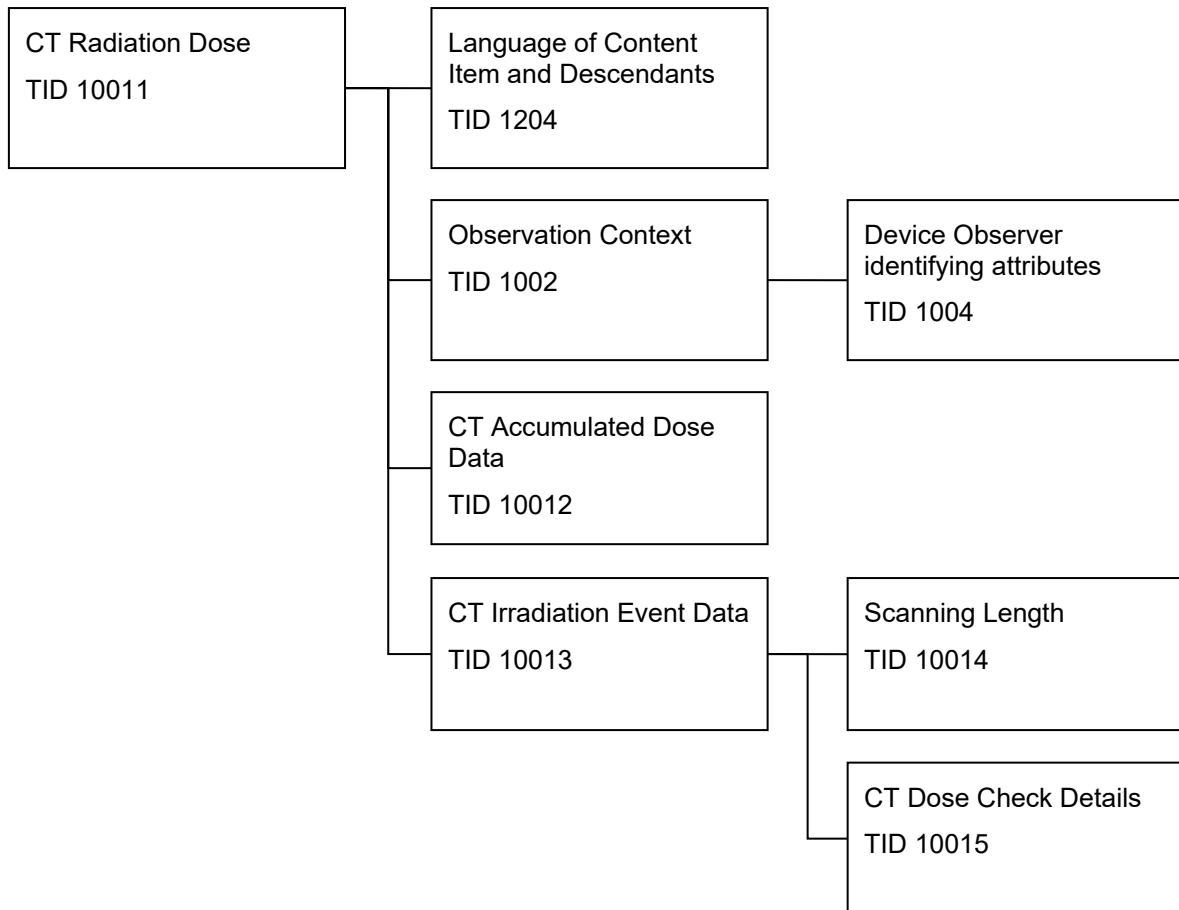 CT Radiation Dose
TID 10011
Language of Content
Item and Descendants
TID 1204
Observation Context
TID 1002
Device Observer
identifying attributes
TID 1004
CT Accumulated Dose
Data
TID 10012
CT Irradiation Event Data
TID 10013
Scanning Length
TID 10014
CT Dose Check Details
TID 10015